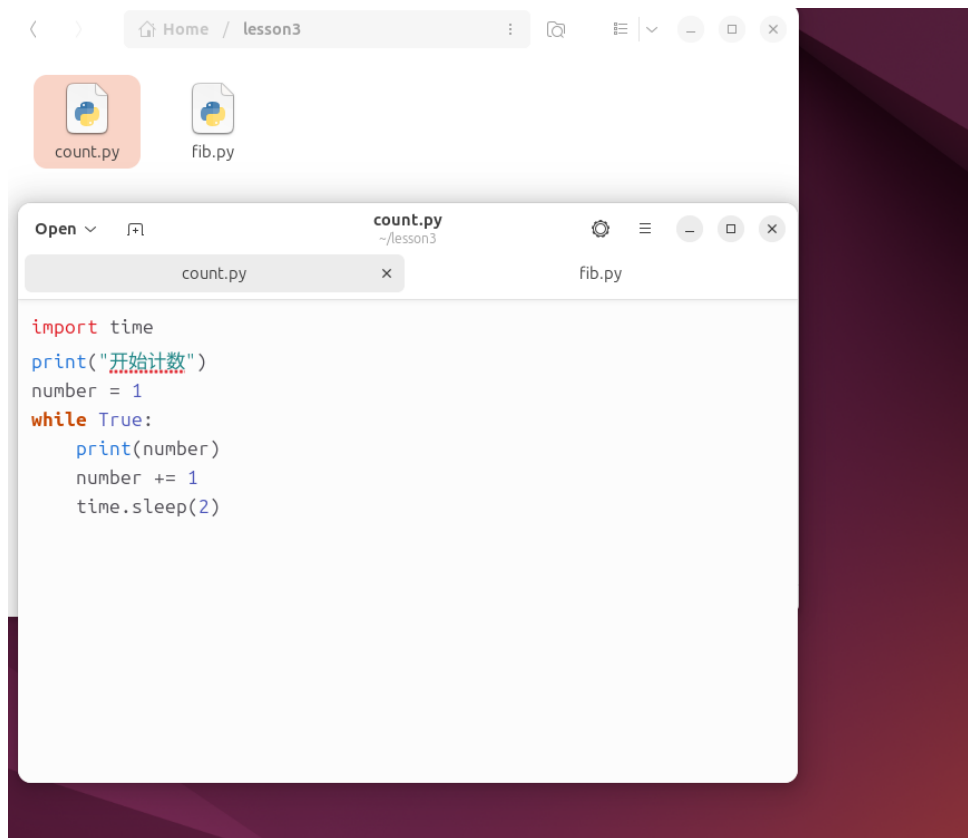 Home / lesson3
count.py
fib.py
Open
count.py
~/lesson3
count.py
fib.py
import time
print("开始计数")
number = 1
while True:
    print(number)
    number += 1
    time.sleep(2)